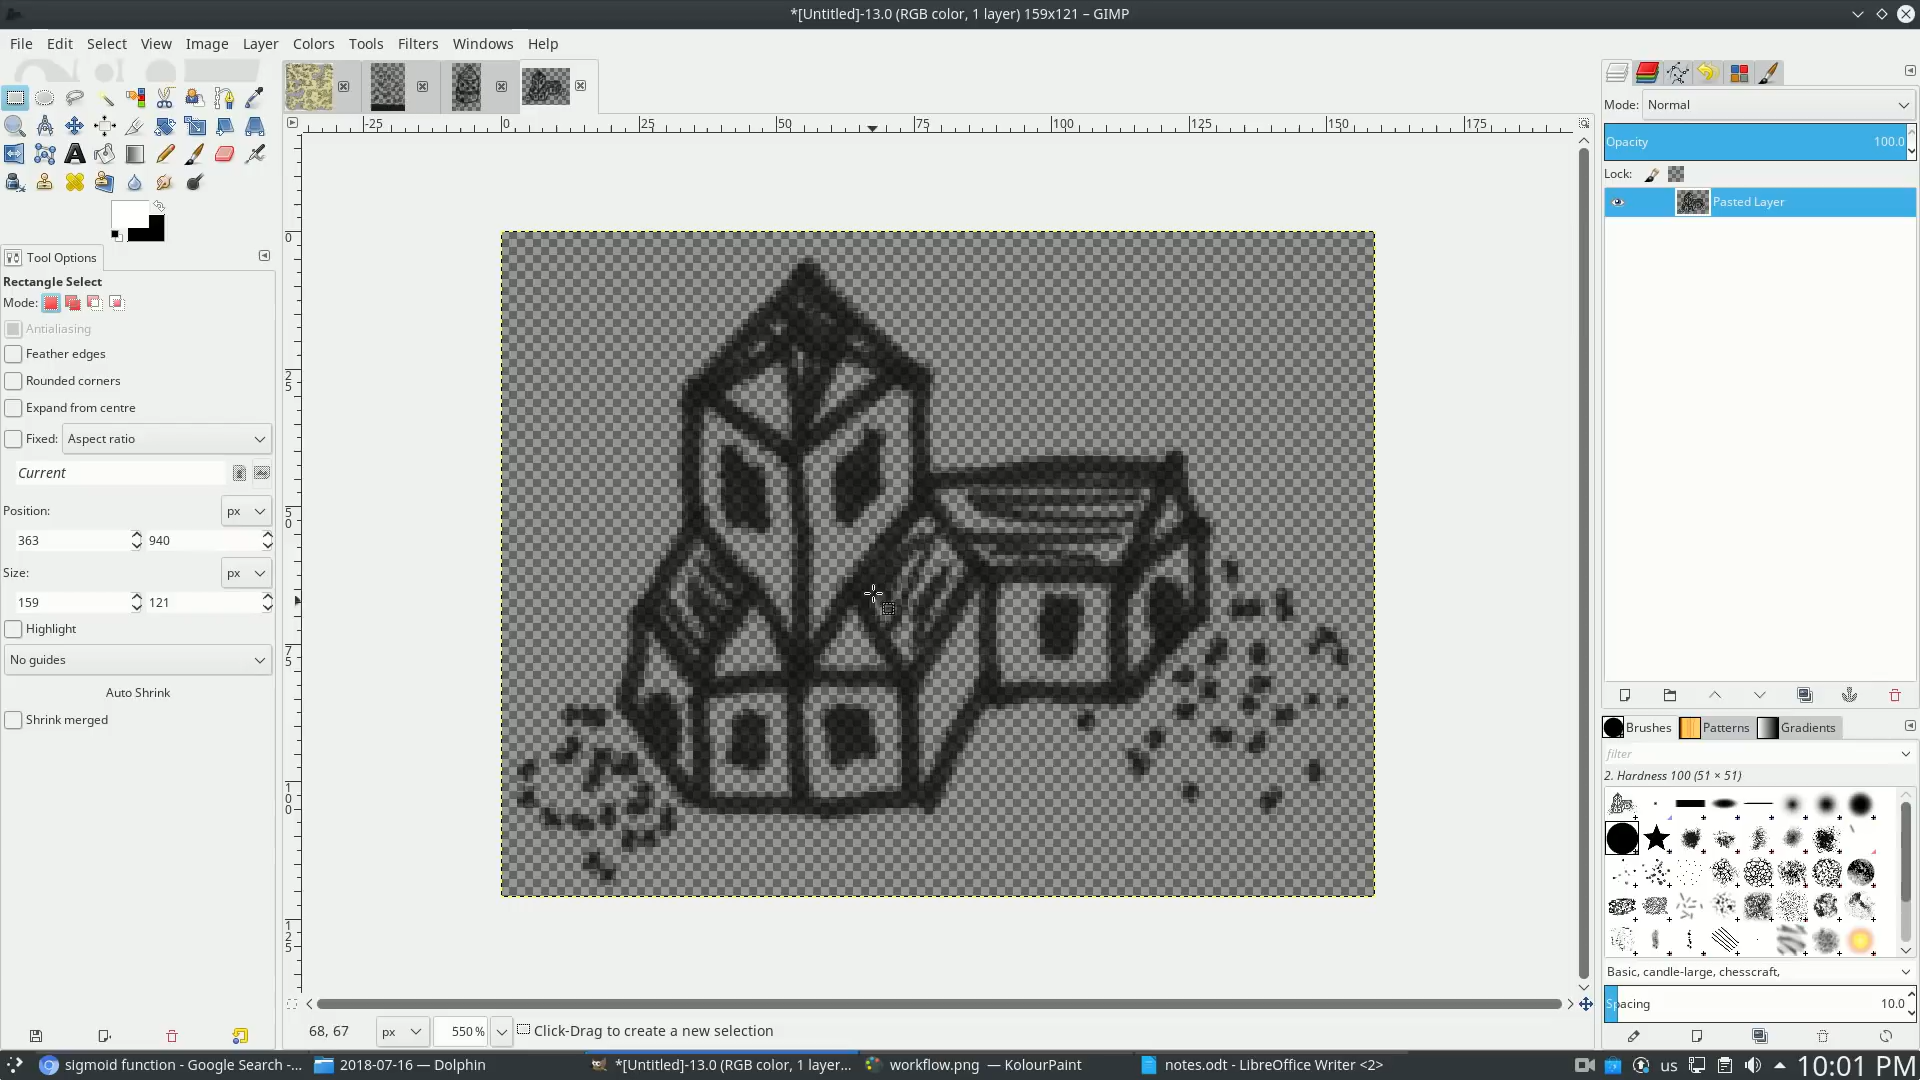 *[Untitled]-13.0 (RGB color, 1 layer) 159x121 – GIMP
File Edit Select View Image Layer Colors Tools Filters Windows Help
Mode: Normal
Opacity 100.0
Lock:
Pasted Layer
-25 0 25 50 75 100 125 150 175
0
25
50
75
100
125
Tool Options
Rectangle Select
Mode:
Antialiasing
Feather edges
Rounded corners
Expand from centre
Fixed: Aspect ratio
Current
Position: px
363 940
Size: px
159 121
Highlight
No guides
Auto Shrink
Shrink merged
Brushes Patterns Gradients
filter
2. Hardness 100 (51 × 51)
Basic, candle-large, chesscraft,
Spacing 10.0
68, 67 px 550 % Click-Drag to create a new selection
sigmoid function - Google Search -... 2018-07-16 — Dolphin *[Untitled]-13.0 (RGB color, 1 layer... workflow.png — KolourPaint notes.odt - LibreOffice Writer <2> us 10:01 PM